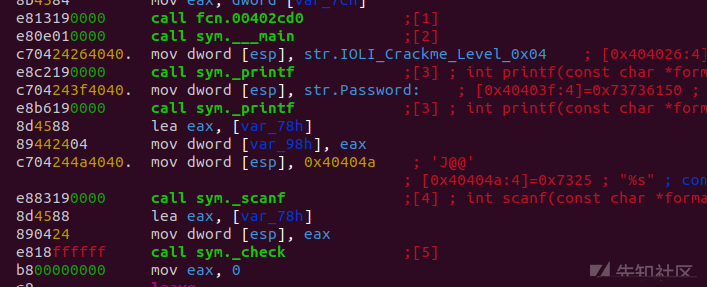 8b4584 mov eax, dword [var_7ch]
e813190000 call fcn.00402cd0 ;[1]
e80e010000 call sym.___main ;[2]
c70424264040. mov dword [esp], str.IOLI_Crackme_Level_0x04 ; [0x404026:4]
e8c2190000 call sym._printf ;[3] ; int printf(const char *form
c704243f4040. mov dword [esp], str.Password: ; [0x40403f:4]=0x73736150 ;
e8b6190000 call sym._printf ;[3] ; int printf(const char *form
8d4588 lea eax, [var_78h]
89442404 mov dword [var_98h], eax
c704244a4040. mov dword [esp], 0x40404a ; 'J@@'
; [0x40404a:4]=0x7325 ; "%s" ; con
e883190000 call sym._scanf ;[4] ; int scanf(const char *forma
8d4588 lea eax, [var_78h]
890424 mov dword [esp], eax
e818ffffff call sym._check ;[5]
b800000000 mov eax, 0
c9 leave
先知社区